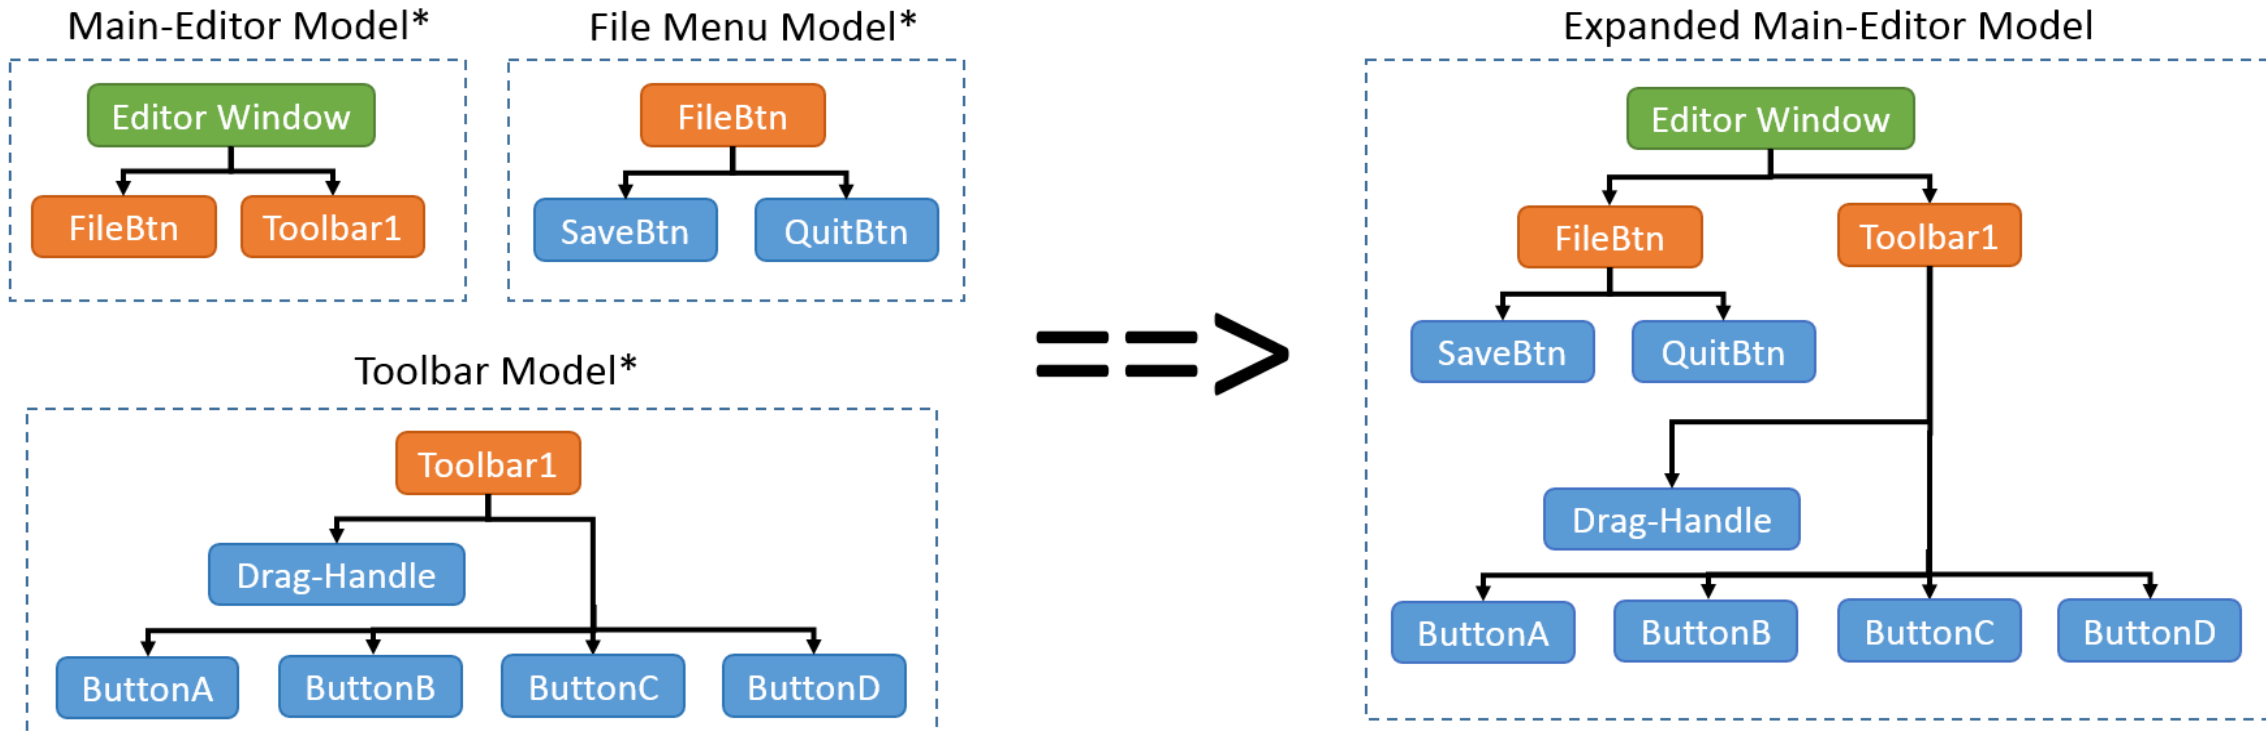 Main-Editor Model*
Editor Window
FileBtn
Toolbar1
File Menu Model*
FileBtn
SaveBtn
QuitBtn
Toolbar Model*
Toolbar1
Drag-Handle
ButtonA
ButtonB
ButtonC
ButtonD
==>
Expanded Main-Editor Model
Editor Window
FileBtn
Toolbar1
SaveBtn
QuitBtn
Drag-Handle
ButtonA
ButtonB
ButtonC
ButtonD